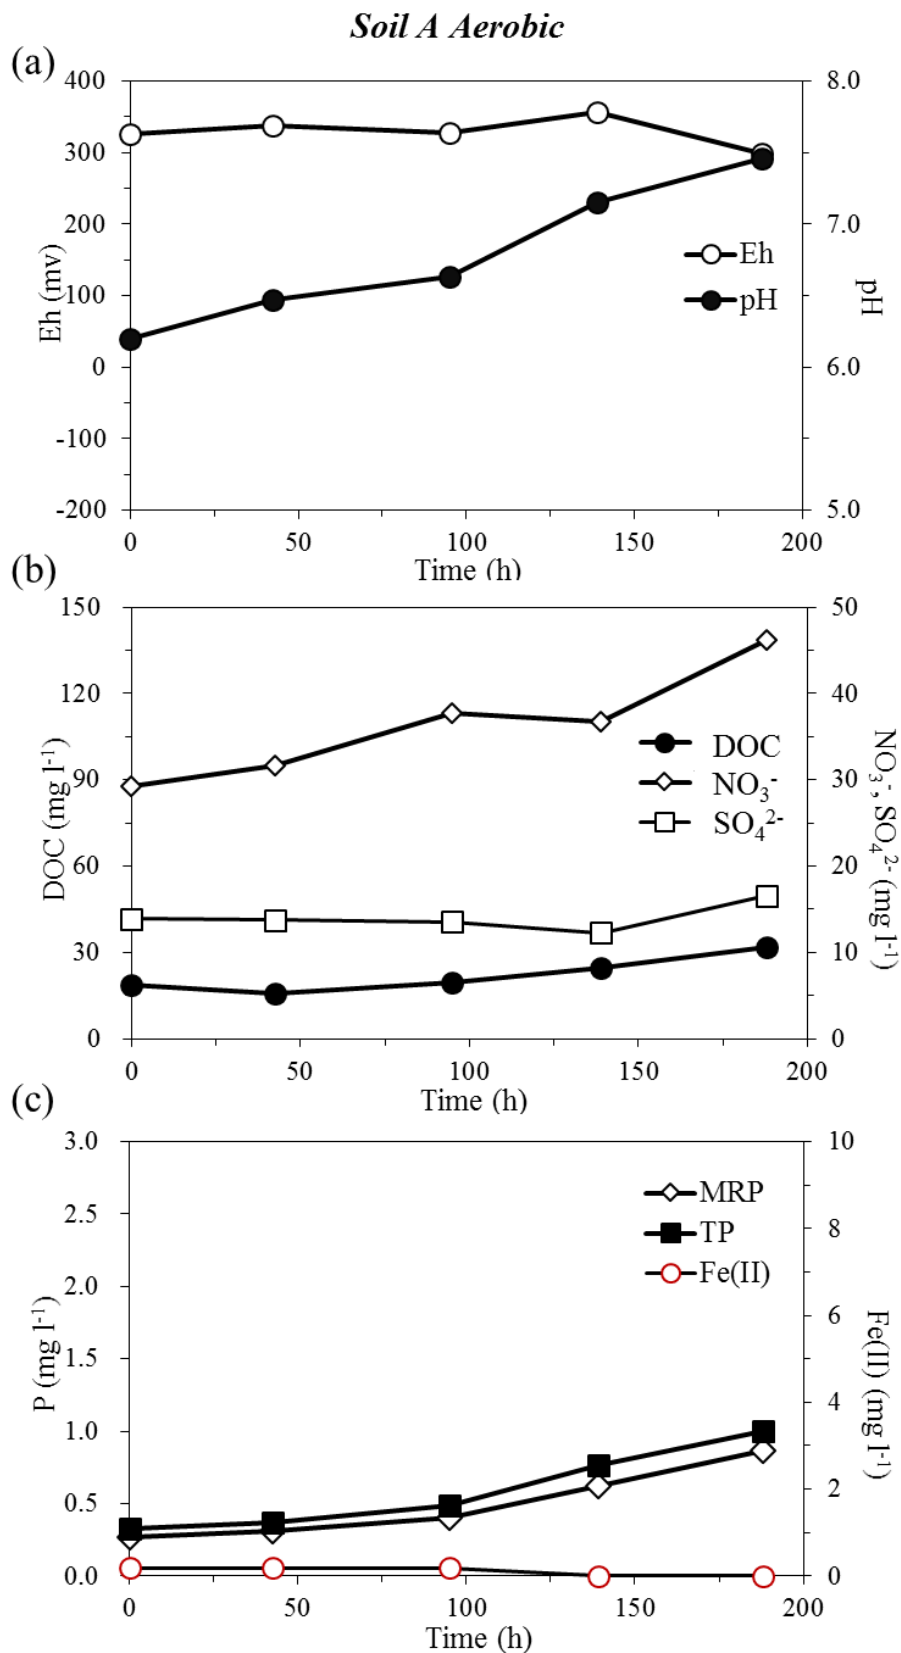 Soil A Aerobic
(a)
400
300
200
100
0
-100
-200
Eh (mv)
8.0
7.0
6.0
5.0
pH
Eh
pH
0 50 100 150 200
Time (h)
(b)
150
120
90
60
30
0
DOC (mg l⁻¹)
50
40
30
20
10
0
NO₃⁻, SO₄²⁻ (mg l⁻¹)
DOC
NO₃⁻
SO₄²⁻
0 50 100 150 200
Time (h)
(c)
3.0
2.5
2.0
1.5
1.0
0.5
0.0
P (mg l⁻¹)
10
8
6
4
2
0
Fe(II) (mg l⁻¹)
MRP
TP
Fe(II)
0 50 100 150 200
Time (h)